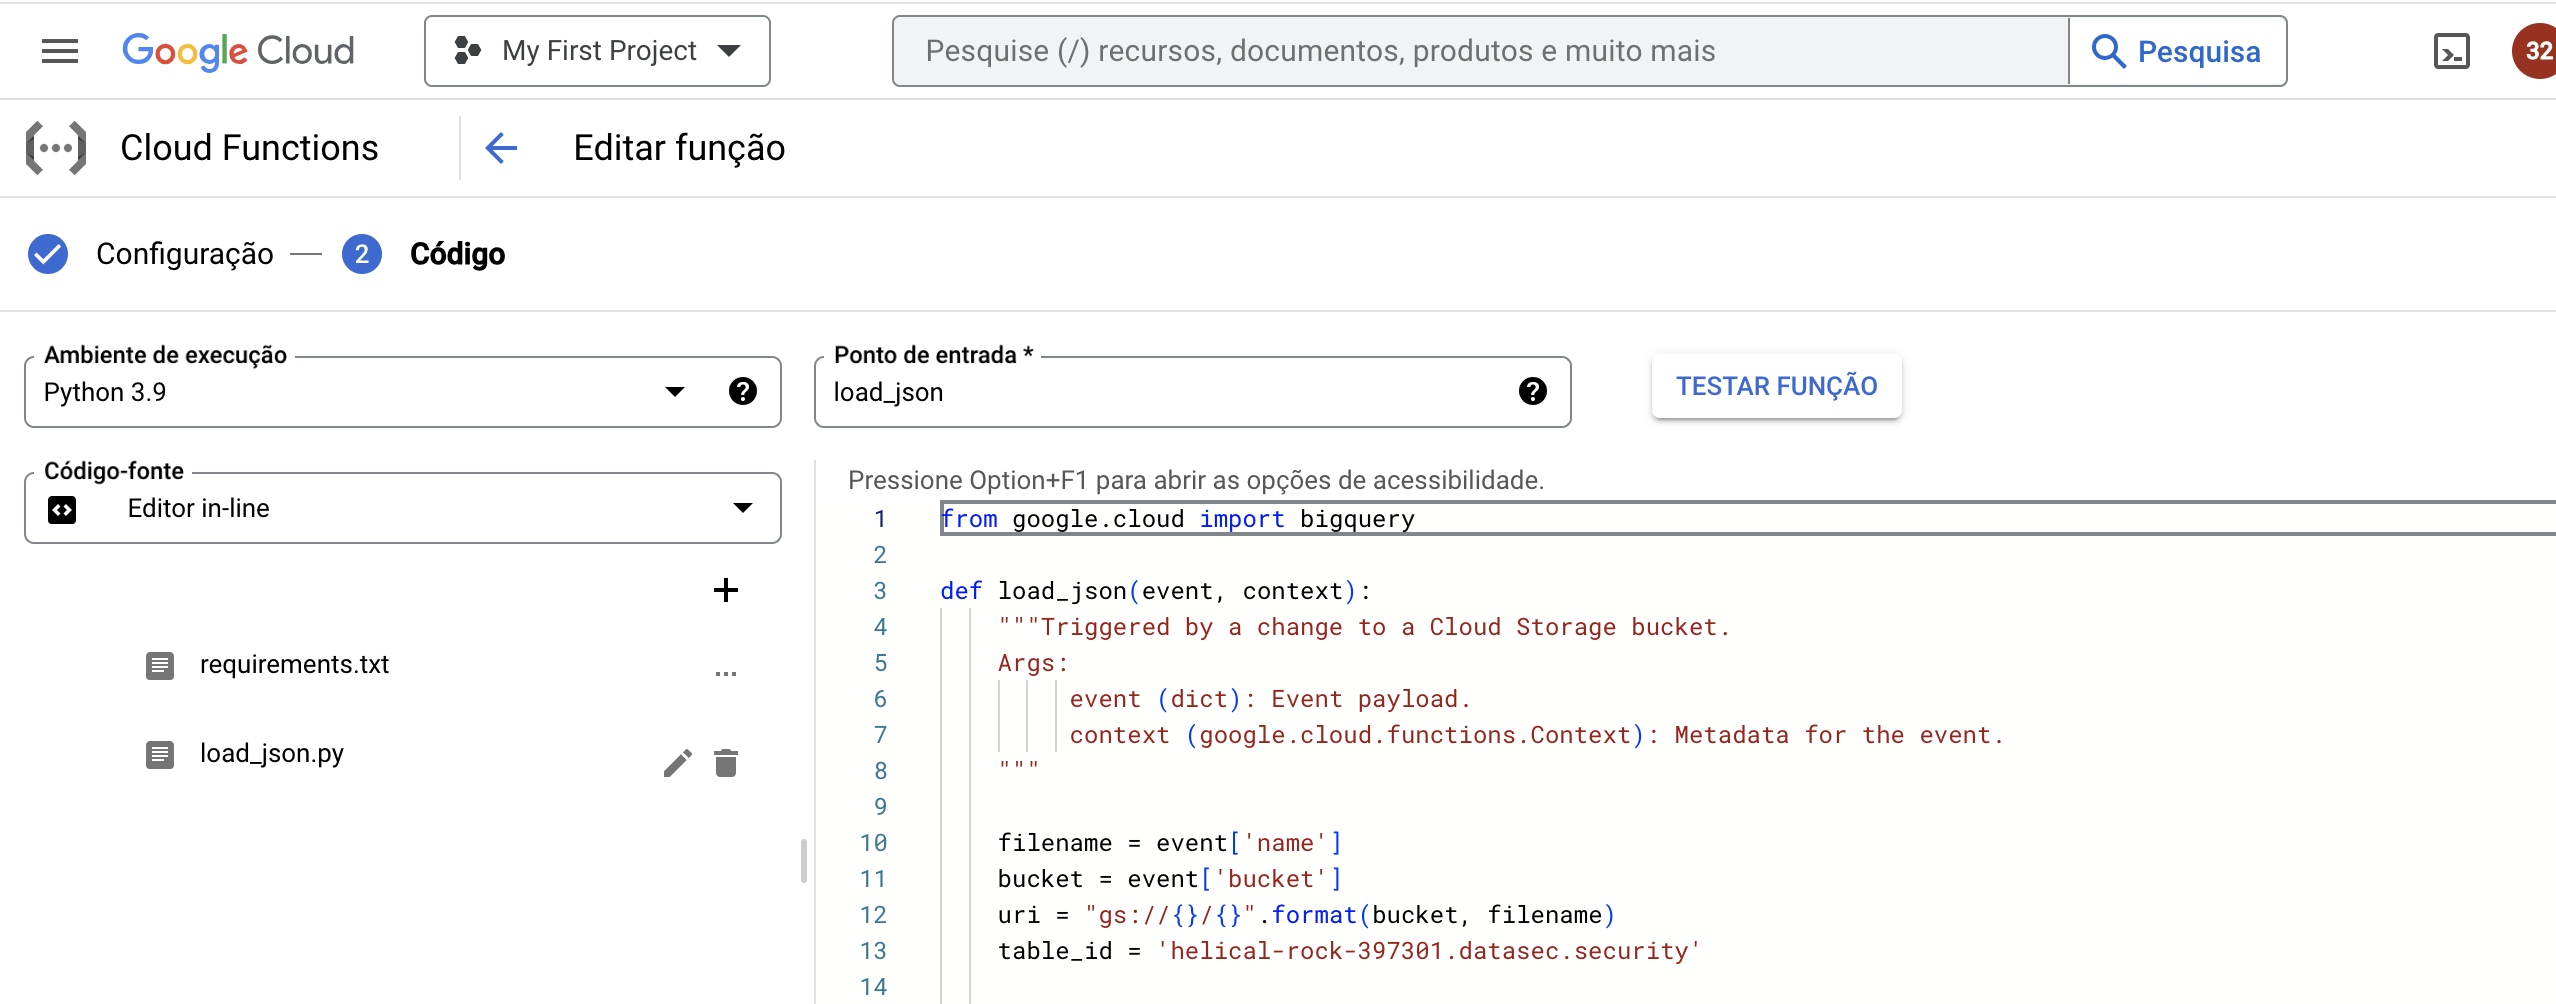 Google Cloud
My First Project
Pesquise (/) recursos, documentos, produtos e muito mais
Pesquisa
32
Cloud Functions
Editar função
Configuração
2
Código
Ambiente de execução
Python 3.9
Ponto de entrada *
load_json
TESTAR FUNÇÃO
Código-fonte
Editor in-line
requirements.txt
load_json.py
Pressione Option+F1 para abrir as opções de acessibilidade.
1 from google.cloud import bigquery
2
3 def load_json(event, context):
4     """Triggered by a change to a Cloud Storage bucket.
5     Args:
6          event (dict): Event payload.
7          context (google.cloud.functions.Context): Metadata for the event.
8     """
9
10     filename = event['name']
11     bucket = event['bucket']
12     uri = "gs://{}/{}".format(bucket, filename)
13     table_id = 'helical-rock-397301.datasec.security'
14